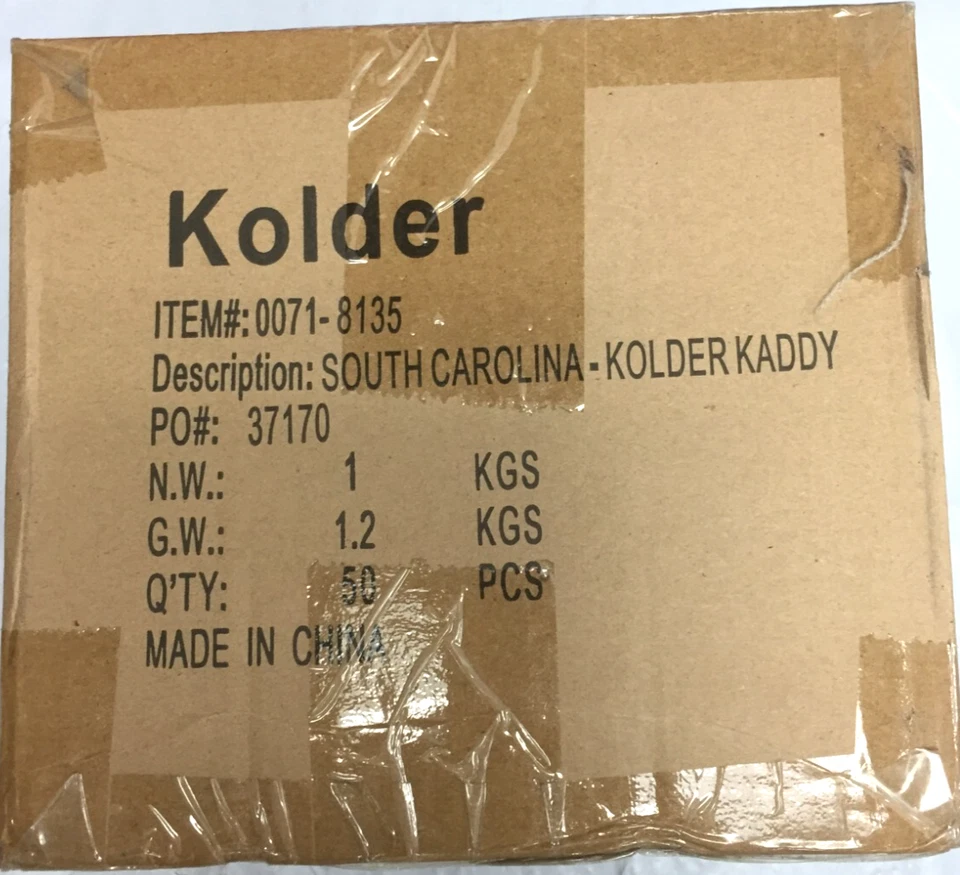 Kolder
ITEM#: 0071-8135
Description: SOUTH CAROLINA-KOLDER KADDY
PO#: 37170
N.W.: 1 KGS
G.W.: 1.2 KGS
Q'TY: 50 PCS
MADE IN CHINA